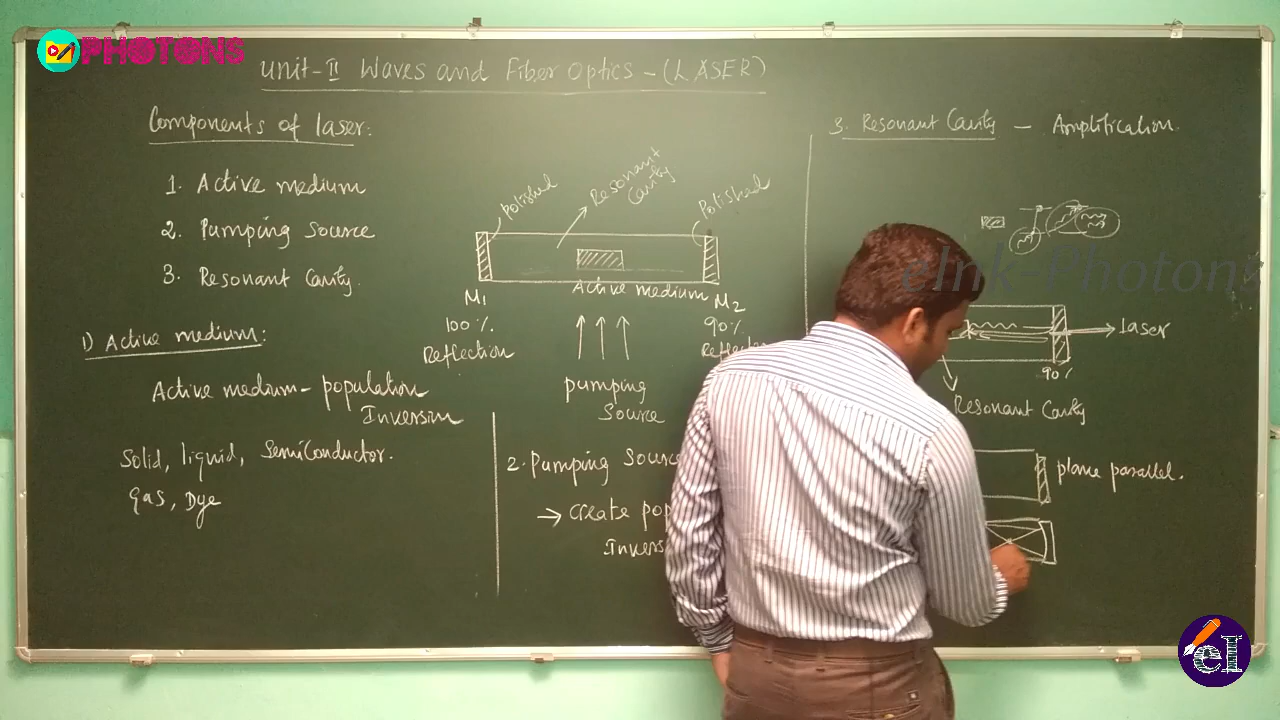 PHOTONS
Unit-II Waves and Fiber Optics - (LASER)
Components of laser:
1. Active medium
2. Pumping Source
3. Resonant Cavity
1) Active medium:
Active medium - population
Inversion
Solid, liquid, Semiconductor.
gas, Dye
polished
Resonant
Cavity
Polished
Active medium
M1
100%
Reflection
M2
90%
pumping
Source
2. Pumping Source
→ Create
3. Resonant Cavity - Amplification.
eInk-Photons
laser
90%
Resonant Cavity
plane parallel.
eI